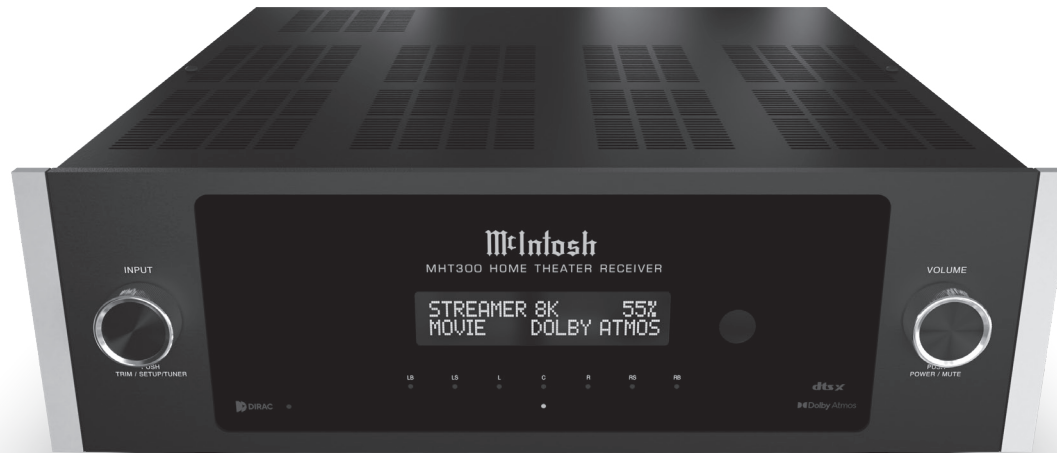 McIntosh
MHT300 HOME THEATER RECEIVER
INPUT
VOLUME
STREAMER 8K 55%
MOVIE DOLBY ATMOS
PUSH
TRIM / SETUP/TUNER
PUSH
POWER / MUTE
LB LS L C R RS RB
DIRAC
dts x
Dolby Atmos